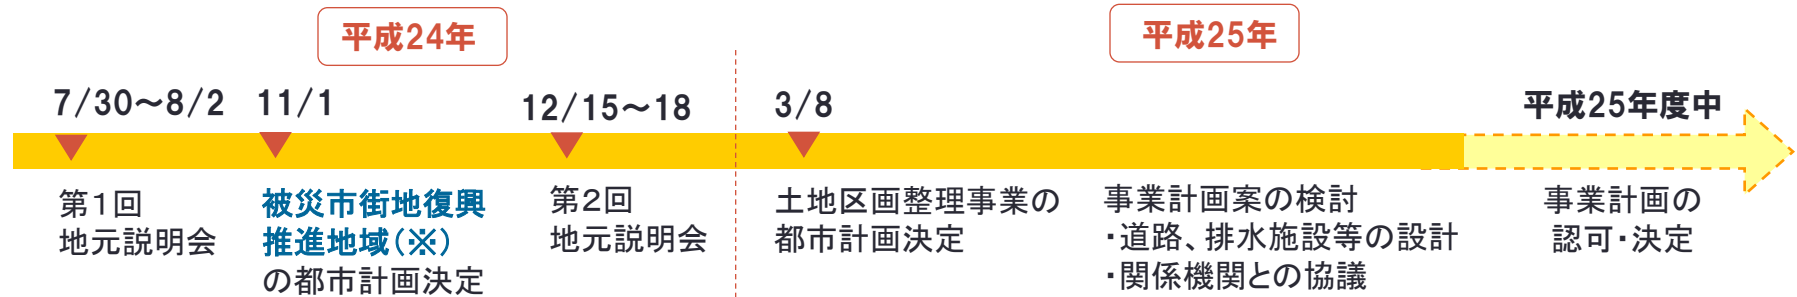 平成24年
平成25年
7/30～8/2
11/1
12/15～18
3/8
平成25年度中
第1回
地元説明会
被災市街地復興
推進地域(※)
の都市計画決定
第2回
地元説明会
土地区画整理事業の
都市計画決定
事業計画案の検討
・道路、排水施設等の設計
・関係機関との協議
事業計画の
認可・決定